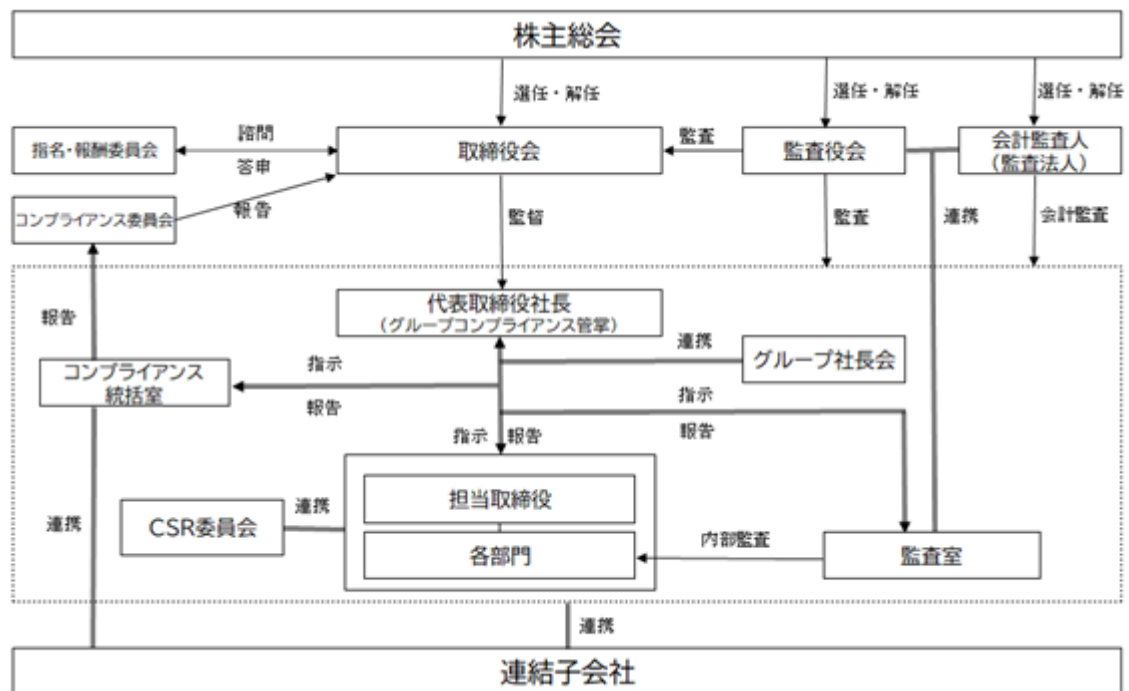 株主総会
選任・解任
選任・解任
選任・解任
指名・報酬委員会
諮問
答申
取締役会
監査
監査役会
会計監査人
（監査法人）
コンプライアンス委員会
報告
監督
監査
連携
会計監査
代表取締役社長
（グループコンプライアンス管掌）
報告
連携
グループ社長会
コンプライアンス
統括室
指示
報告
指示
報告
指示
報告
担当取締役
CSR委員会
連携
連携
各部門
内部監査
監査室
連携
連結子会社